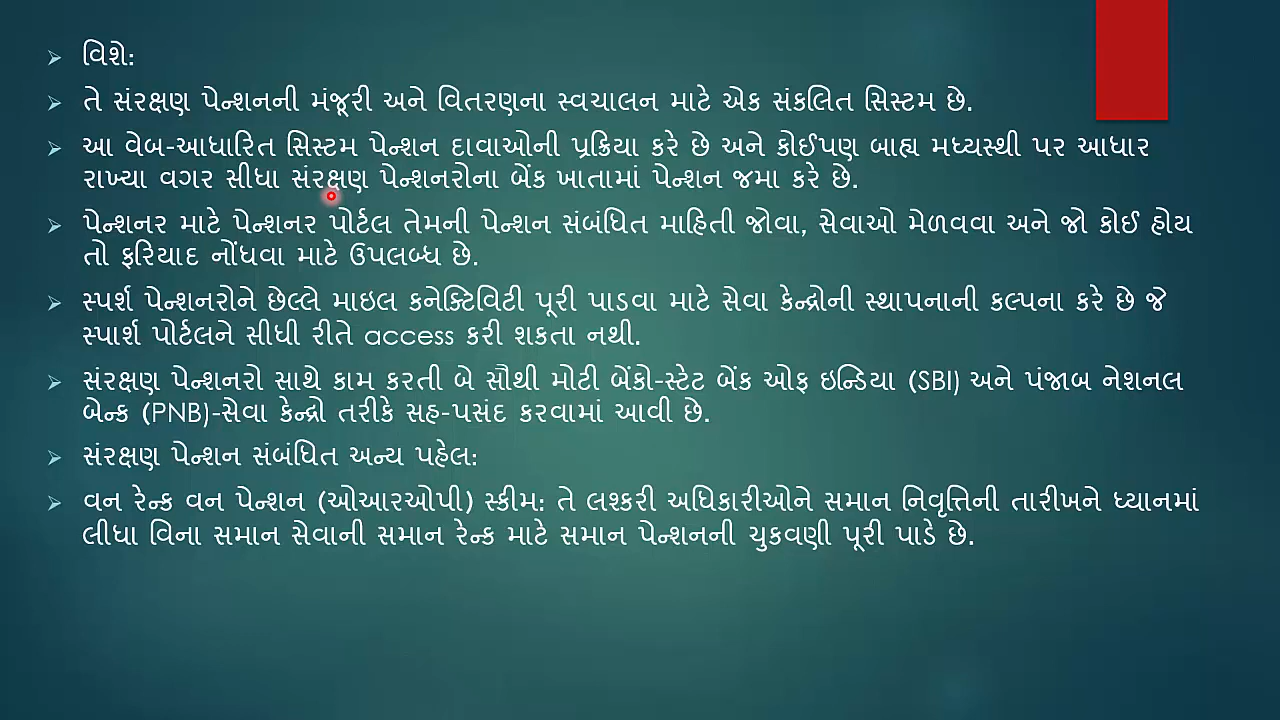 વિશે:
તે સંરક્ષણ પેન્શનની મંજૂરી અને વિતરણના સ્વચાલન માટે એક સંકલિત સિસ્ટમ છે.
આ વેબ-આધારિત સિસ્ટમ પેન્શન દાવાઓની પ્રક્રિયા કરે છે અને કોઈપણ બાહ્ય મધ્યસ્થી પર આધાર
રાખ્યા વગર સીધા સંરક્ષણ પેન્શનરોના બેંક ખાતામાં પેન્શન જમા કરે છે.
પેન્શનર માટે પેન્શનર પોર્ટલ તેમની પેન્શન સંબંધિત માહિતી જોવા, સેવાઓ મેળવવા અને જો કોઈ હોય
તો ફરિયાદ નોંધવા માટે ઉપલબ્ધ છે.
સ્પર્શ પેન્શનરોને છેલ્લે માઇલ કનેક્ટિવિટી પૂરી પાડવા માટે સેવા કેન્દ્રોની સ્થાપનાની કલ્પના કરે છે જે
સ્પાર્શ પોર્ટલને સીધી રીતે access કરી શકતા નથી.
સંરક્ષણ પેન્શનરો સાથે કામ કરતી બે સૌથી મોટી બેંકો-સ્ટેટ બેંક ઓફ ઇન્ડિયા (SBI) અને પંજાબ નેશનલ
બેન્ક (PNB)-સેવા કેન્દ્રો તરીકે સહ-પસંદ કરવામાં આવી છે.
સંરક્ષણ પેન્શન સંબંધિત અન્ય પહેલ:
વન રેન્ક વન પેન્શન (ઓઆરઓપી) સ્કીમ: તે લશ્કરી અધિકારીઓને સમાન નિવૃત્તિની તારીખને ધ્યાનમાં
લીધા વિના સમાન સેવાની સમાન રેન્ક માટે સમાન પેન્શનની ચુકવણી પૂરી પાડે છે.